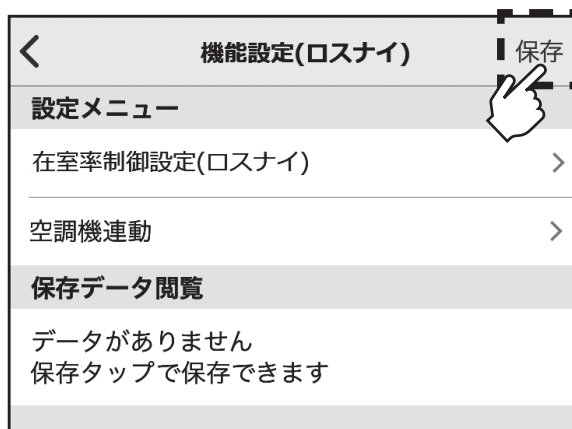 機能設定(ロスナイ)
保存
設定メニュー
在室率制御設定(ロスナイ)
空調機連動
保存データ閲覧
データがありません
保存タップで保存できます